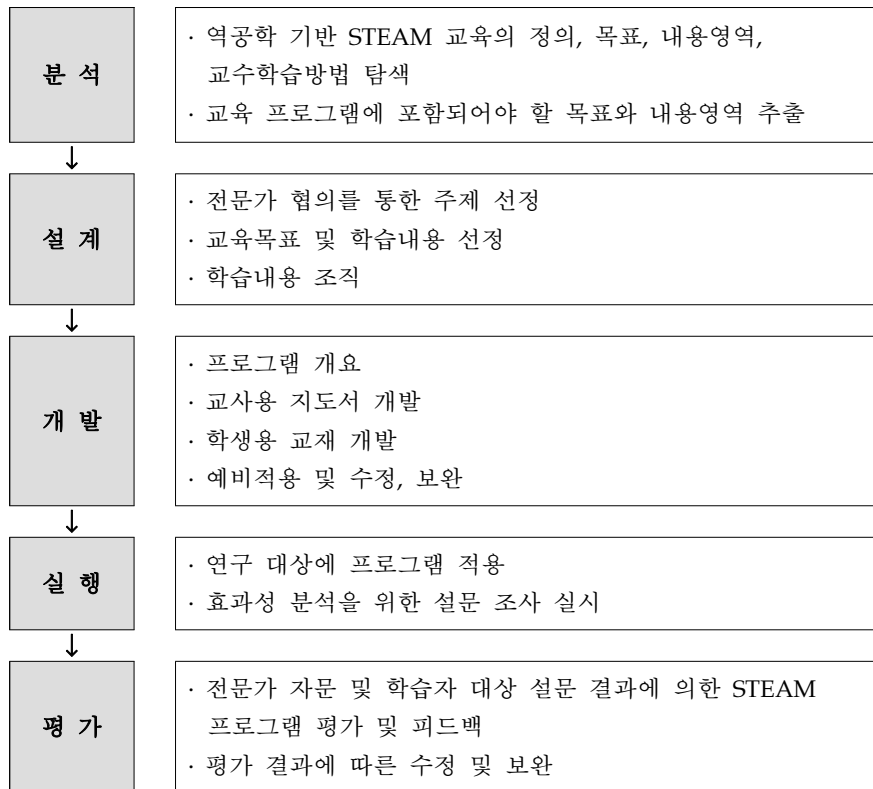 분 석
· 역공학 기반 STEAM 교육의 정의, 목표, 내용영역,
교수학습방법 탐색
· 교육 프로그램에 포함되어야 할 목표와 내용영역 추출
↓
설 계
· 전문가 협의를 통한 주제 선정
· 교육목표 및 학습내용 선정
· 학습내용 조직
↓
개 발
· 프로그램 개요
· 교사용 지도서 개발
· 학생용 교재 개발
· 예비적용 및 수정, 보완
↓
실 행
· 연구 대상에 프로그램 적용
· 효과성 분석을 위한 설문 조사 실시
↓
평 가
· 전문가 자문 및 학습자 대상 설문 결과에 의한 STEAM
프로그램 평가 및 피드백
· 평가 결과에 따른 수정 및 보완